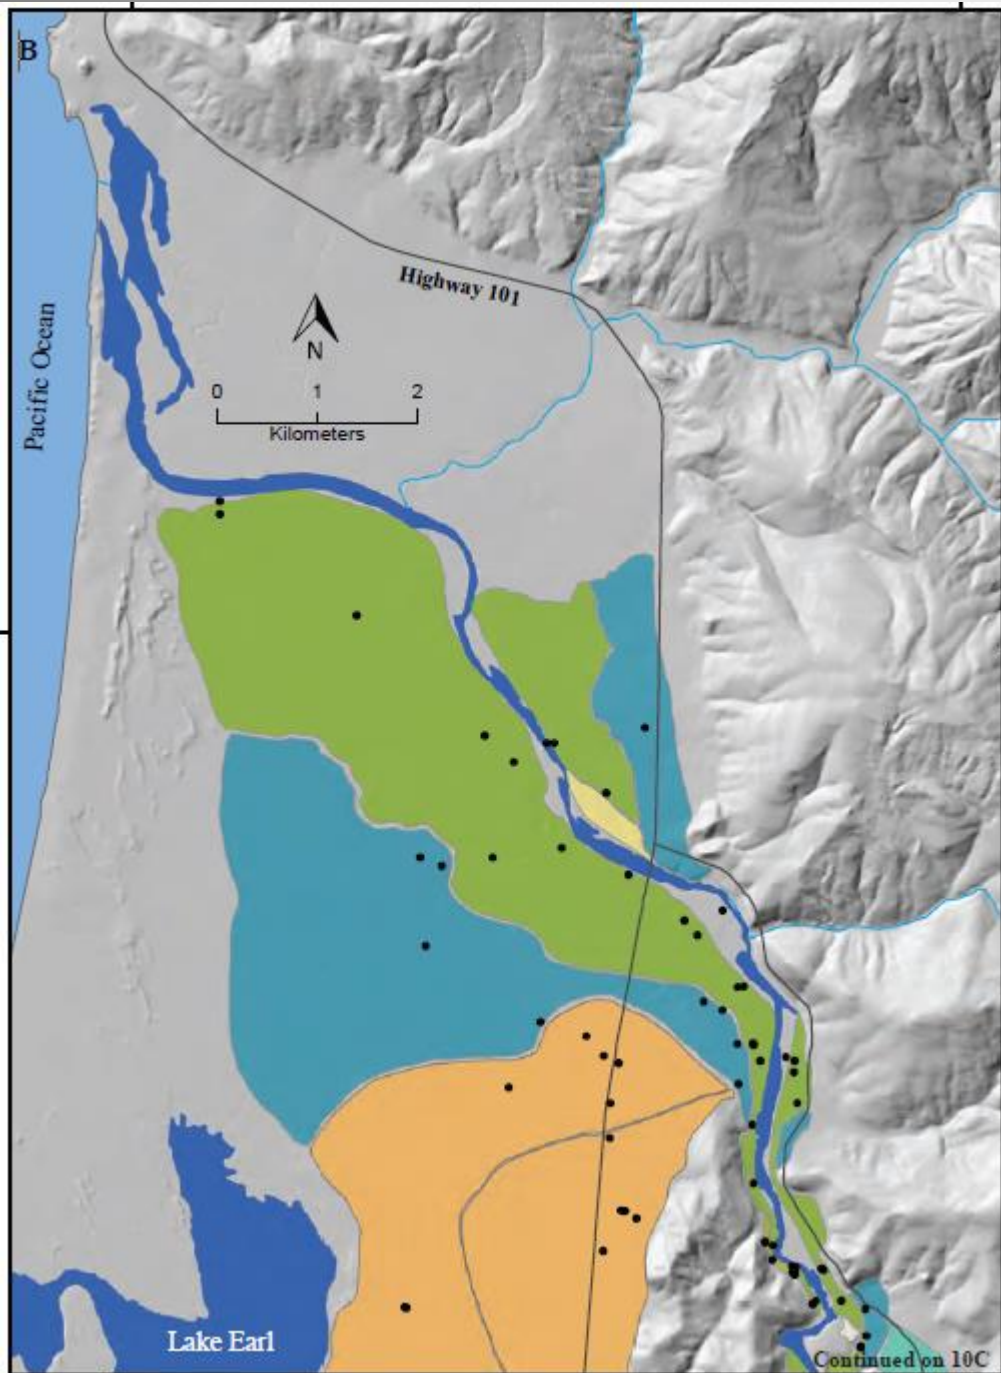 B
Highway 101
Pacific Ocean
N
0 1 2
Kilometers
Lake Earl
Continued on 10C